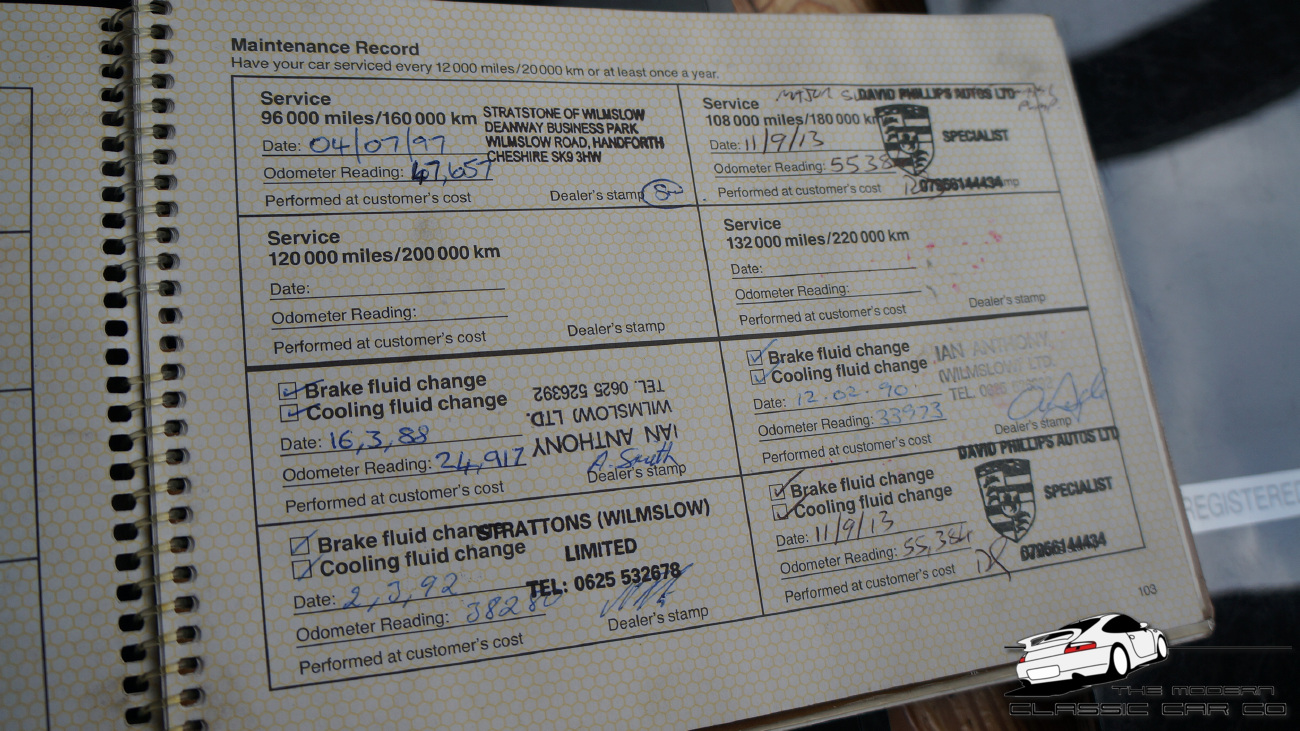 Maintenance Record
Have your car serviced every 12 000 miles/20 000 km or at least once a year.
Service
96 000 miles/160 000 km
STRATSTONE OF WILMSLOW
DEANWAY BUSINESS PARK
WILMSLOW ROAD, HANDFORTH
CHESHIRE SK9 3HW
Date: 04/07/97
Odometer Reading: 47,657
Performed at customer's cost
Dealer's stamp
Service
108 000 miles/180 000 km
DAVID PHILLIPS AUTOS LTD
SPECIALIST
07956144434
Date: 11/9/13
Odometer Reading: 5538
Performed at customer's cost
Service
120 000 miles/200 000 km
Date:
Odometer Reading:
Performed at customer's cost
Dealer's stamp
Service
132 000 miles/220 000 km
Date:
Odometer Reading:
Performed at customer's cost
Dealer's stamp
Brake fluid change
Cooling fluid change
Date: 16,3,88
Odometer Reading: 24,917
Performed at customer's cost
IAN ANTHONY
(WILMSLOW) LTD.
TEL. 0625 526392
A. Smith
Dealer's stamp
Brake fluid change
Cooling fluid change
Date: 12.02.90
Odometer Reading: 33973
Performed at customer's cost
IAN ANTHONY
(WILMSLOW) LTD.
TEL
Dealer's stamp
Brake fluid change
Cooling fluid change
Date: 2,3,92
Odometer Reading: 38280
Performed at customer's cost
STRATTONS (WILMSLOW)
LIMITED
TEL: 0625 532678
Dealer's stamp
Brake fluid change
Cooling fluid change
Date: 11/9/13
Odometer Reading: 55,384
Performed at customer's cost
DAVID PHILLIPS AUTOS LTD
SPECIALIST
07956144434
103
REGISTERED
THE MODERN
CLASSIC CAR CO